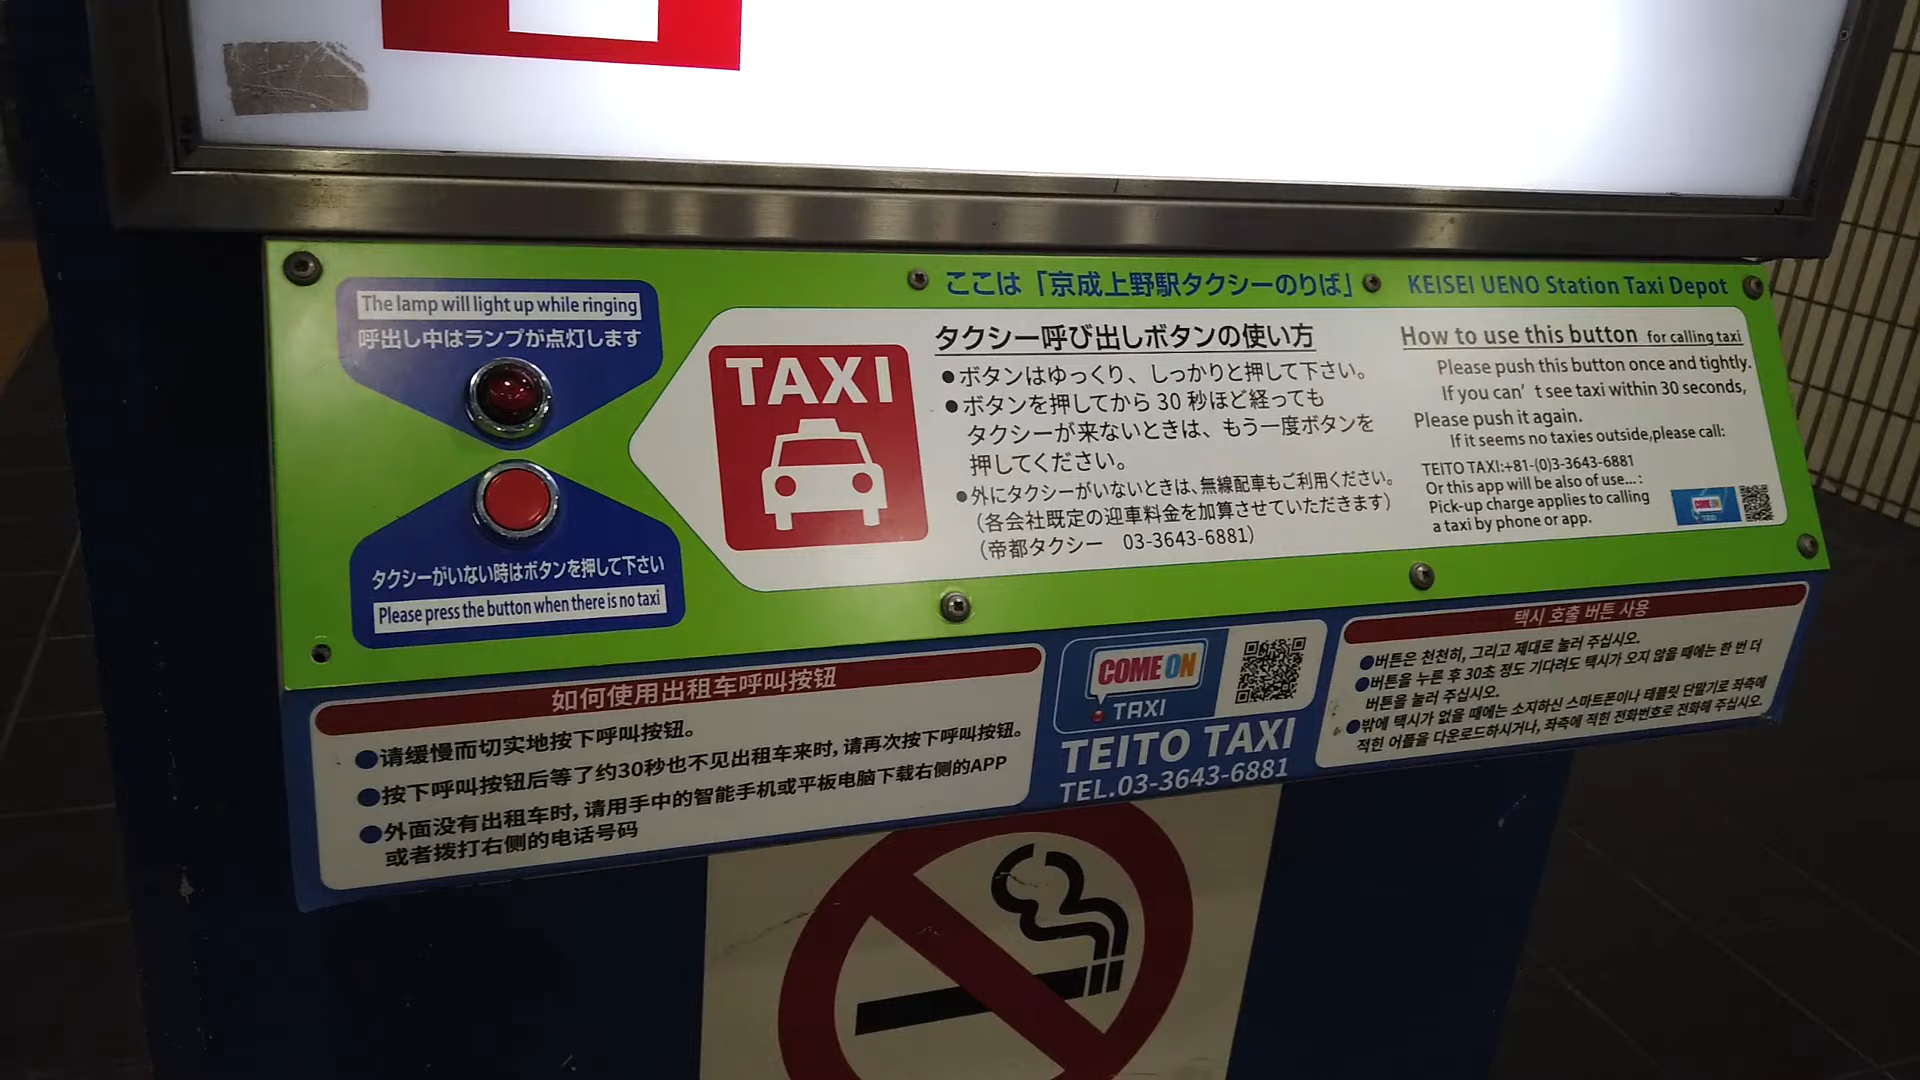 The lamp will light up while ringing
呼出し中はランプが点灯します
タクシーがいない時はボタンを押して下さい
Please press the button when there is no taxi
ここは「京成上野駅タクシーのりば」
KEISEI UENO Station Taxi Depot
TAXI
タクシー呼び出しボタンの使い方
●ボタンはゆっくり、しっかりと押して下さい。
●ボタンを押してから30秒ほど経っても
タクシーが来ないときは、もう一度ボタンを
押してください。
●外にタクシーがいないときは、無線配車もご利用ください。
（各会社既定の迎車料金を加算させていただきます）
（帝都タクシー　03-3643-6881）
How to use this button for calling taxi
Please push this button once and tightly.
If you can't see taxi within 30 seconds,
Please push it again.
If it seems no taxies outside,please call:
TEITO TAXI:+81-(0)3-3643-6881
Or this app will be also of use...:
Pick-up charge applies to calling
a taxi by phone or app.
COME ON
TAXI
如何使用出租车呼叫按钮
●请缓慢而切实地按下呼叫按钮。
●按下呼叫按钮后等了约30秒也不见出租车来时,请再次按下呼叫按钮。
●外面没有出租车时,请用手中的智能手机或平板电脑下载右侧的APP
或者拨打右侧的电话号码
COME ON
TAXI
TEITO TAXI
TEL.03-3643-6881
택시 호출 버튼 사용
●버튼은 천천히, 그리고 제대로 눌러 주십시오.
●버튼을 누른 후 30초 정도 기다려도 택시가 오지 않을 때에는 한 번 더
버튼을 눌러 주십시오.
●밖에 택시가 없을 때에는 소지하신 스마트폰이나 태블릿 단말기로 좌측에
적힌 어플을 다운로드하시거나, 좌측에 적힌 전화번호로 전화해 주십시오.